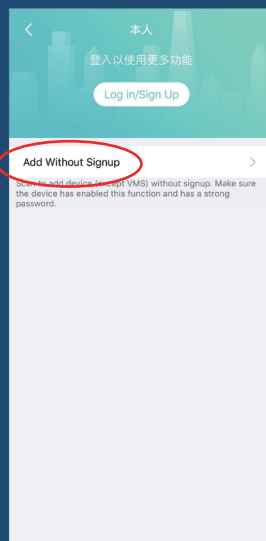 本人
登入以使用更多功能
Log in/Sign Up
Add Without Signup
Scan to add device (except VMS) without signup. Make sure
the device has enabled this function and has a strong
password.